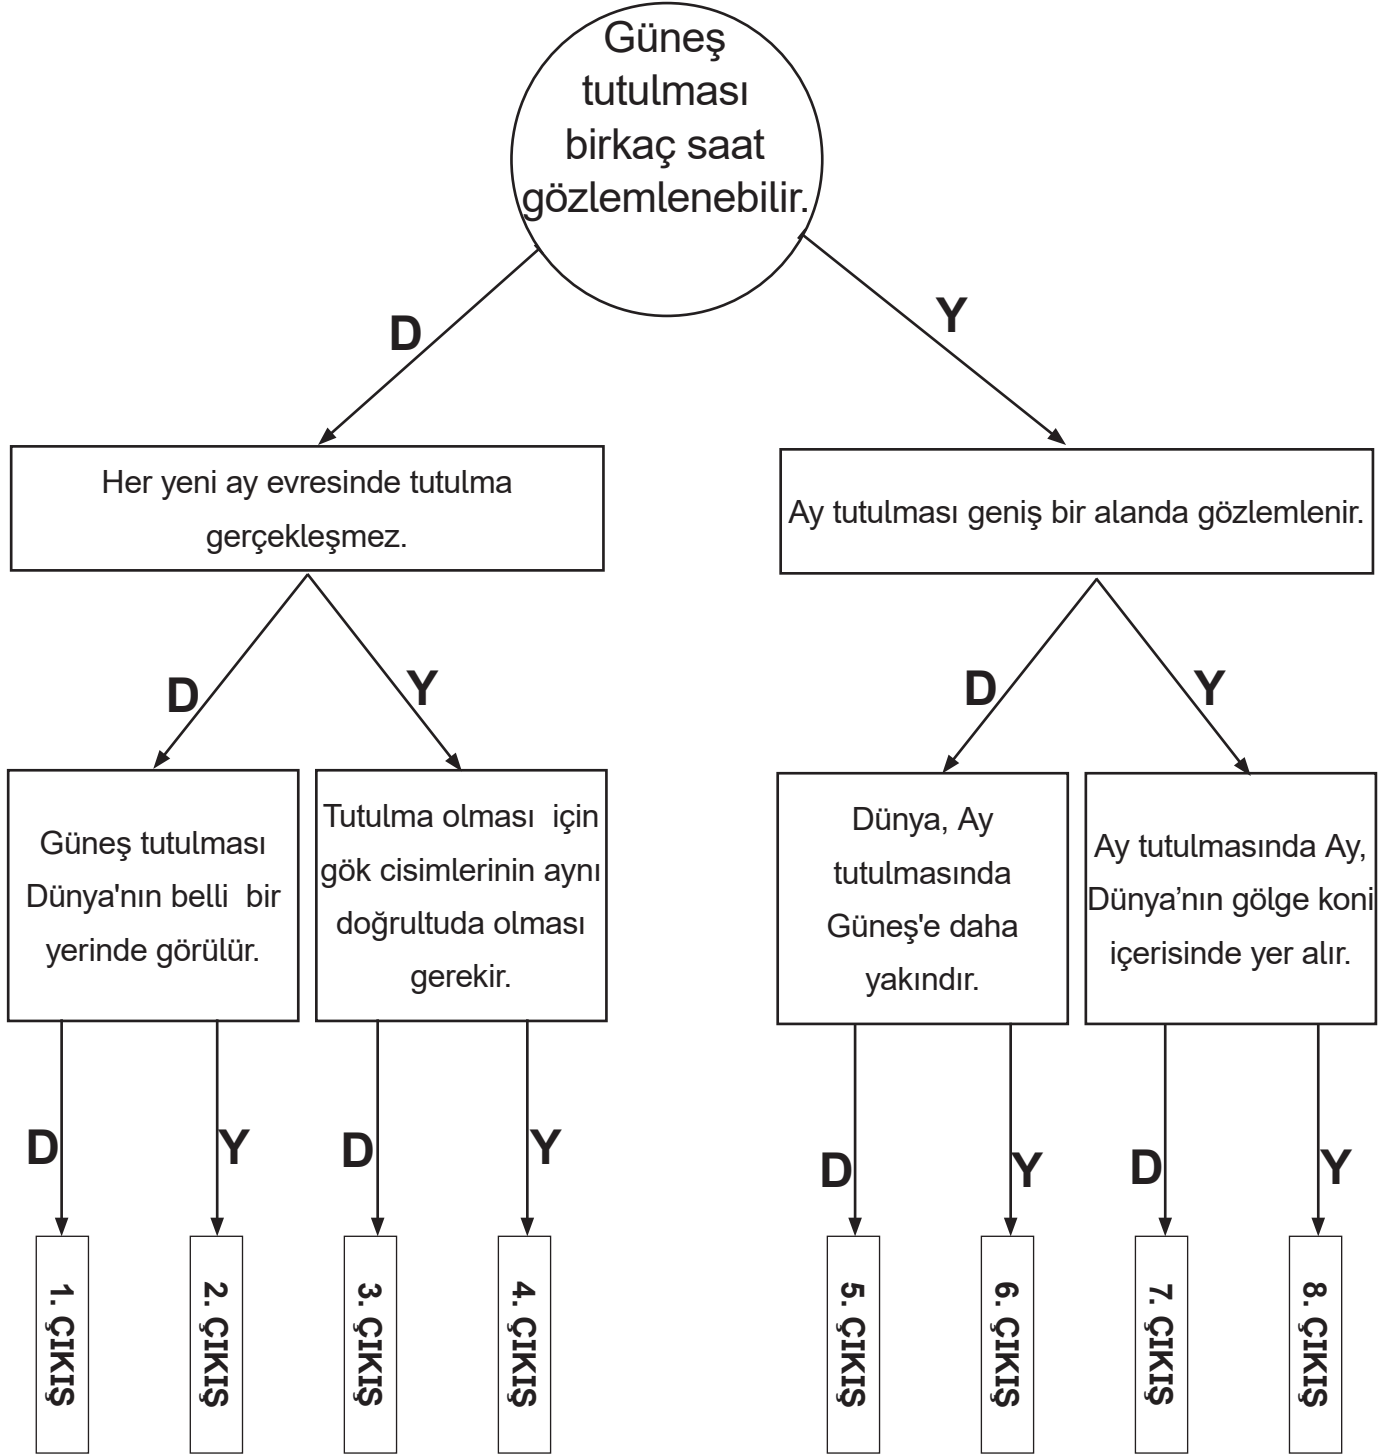 Güneş
tutulması
birkaç saat
gözlemlenebilir.
D
Y
Her yeni ay evresinde tutulma
gerçekleşmez.
Ay tutulması geniş bir alanda gözlemlenir.
D
Y
D
Y
Güneş tutulması
Dünya'nın belli bir
yerinde görülür.
Tutulma olması için
gök cisimlerinin aynı
doğrultuda olması
gerekir.
Dünya, Ay
tutulmasında
Güneş'e daha
yakındır.
Ay tutulmasında Ay,
Dünya’nın gölge koni
içerisinde yer alır.
D
Y
D
Y
D
Y
D
Y
1. ÇIKIŞ
2. ÇIKIŞ
3. ÇIKIŞ
4. ÇIKIŞ
5. ÇIKIŞ
6. ÇIKIŞ
7. ÇIKIŞ
8. ÇIKIŞ